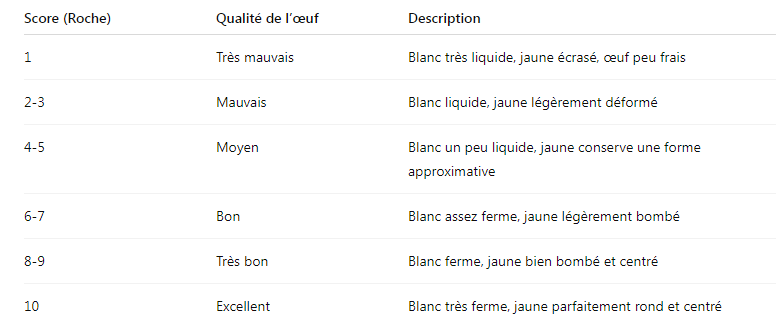 Score (Roche) Qualité de l’œuf Description
1 Très mauvais Blanc très liquide, jaune écrasé, œuf peu frais
2-3 Mauvais Blanc liquide, jaune légèrement déformé
4-5 Moyen Blanc un peu liquide, jaune conserve une forme
approximative
6-7 Bon Blanc assez ferme, jaune légèrement bombé
8-9 Très bon Blanc ferme, jaune bien bombé et centré
10 Excellent Blanc très ferme, jaune parfaitement rond et centré